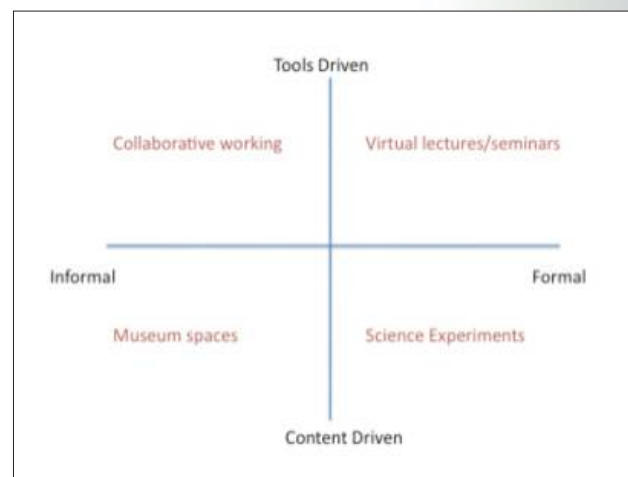 Tools Driven
Collaborative working
Virtual lectures/seminars
Informal
Formal
Museum spaces
Science Experiments
Content Driven